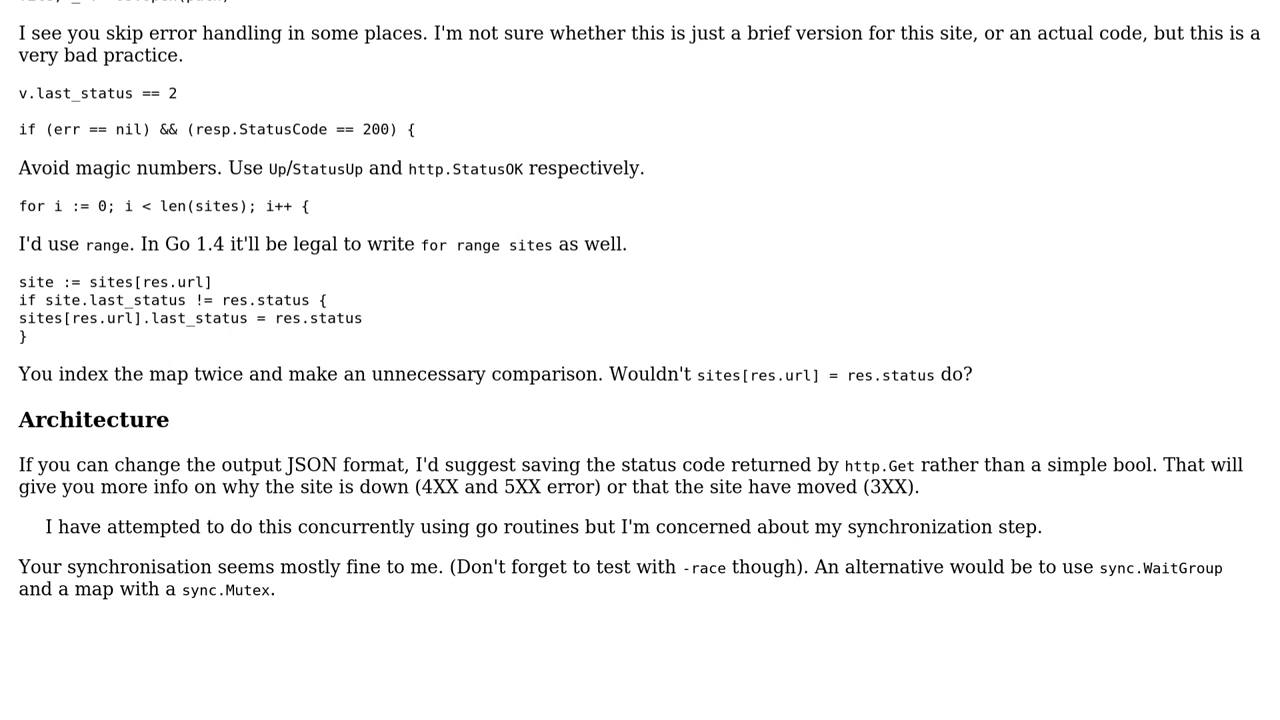 I see you skip error handling in some places. I'm not sure whether this is just a brief version for this site, or an actual code, but this is a
very bad practice.
v.last_status == 2
if (err == nil) && (resp.StatusCode == 200) {
Avoid magic numbers. Use Up/StatusUp and http.StatusOK respectively.
for i := 0; i < len(sites); i++ {
I'd use range. In Go 1.4 it'll be legal to write for range sites as well.
site := sites[res.url]
if site.last_status != res.status {
sites[res.url].last_status = res.status
}
You index the map twice and make an unnecessary comparison. Wouldn't sites[res.url] = res.status do?
Architecture
If you can change the output JSON format, I'd suggest saving the status code returned by http.Get rather than a simple bool. That will
give you more info on why the site is down (4XX and 5XX error) or that the site have moved (3XX).
I have attempted to do this concurrently using go routines but I'm concerned about my synchronization step.
Your synchronisation seems mostly fine to me. (Don't forget to test with -race though). An alternative would be to use sync.WaitGroup
and a map with a sync.Mutex.